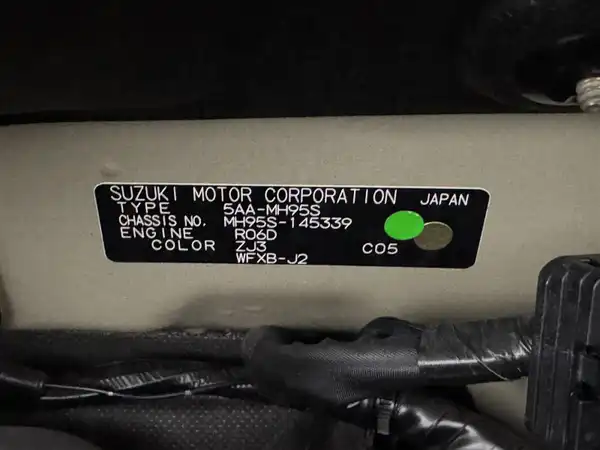 SUZUKI MOTOR CORPORATION JAPAN
TYPE 5AA-MH95S
CHASSIS NO. MH95S-145339
ENGINE R06D
COLOR ZJ3 C05
WFXB-J2